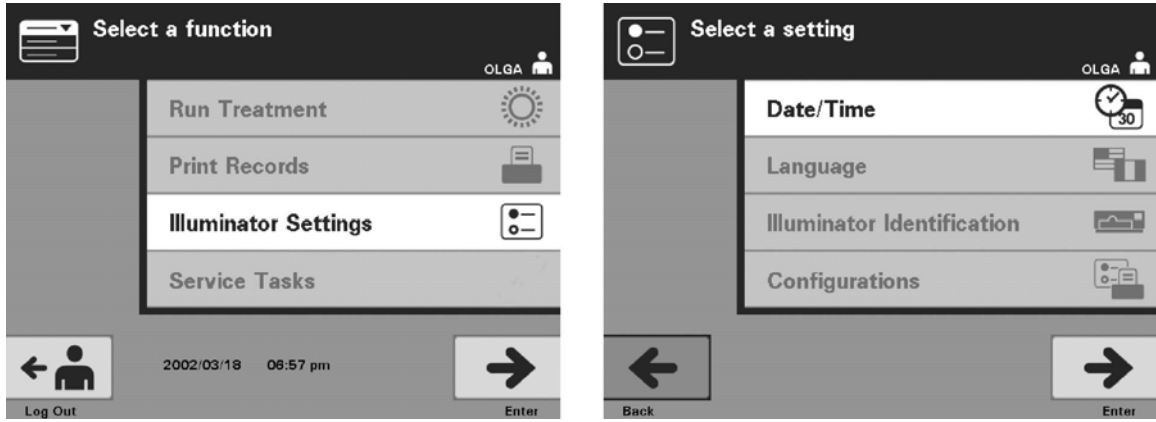 Select a function
OLGA
Run Treatment
Print Records
Illuminator Settings
Service Tasks
2002/03/18 06:57 pm
Log Out
Enter
Select a setting
OLGA
Date/Time
30
Language
Illuminator Identification
Configurations
Back
Enter